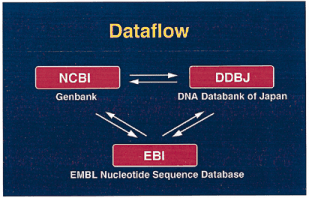 Dataflow
NCBI
DDBJ
Genbank
DNA Databank of Japan
EBI
EMBL Nucleotide Sequence Database